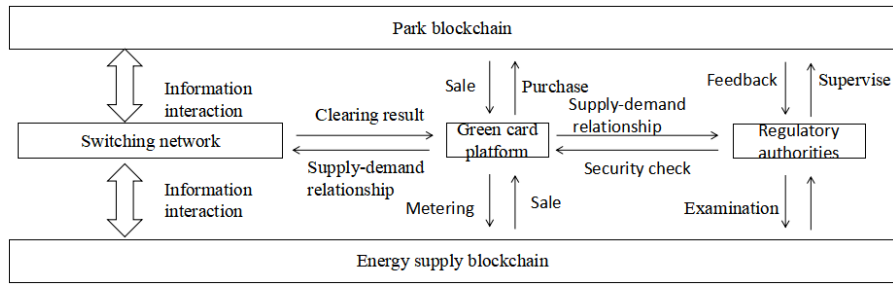 Park blockchain
Information
interaction
Sale
Purchase
Feedback
Supervise
Clearing result
Supply-demand
relationship
Switching network
Green card
platform
Regulatory
authorities
Supply-demand
relationship
Security check
Information
interaction
Metering
Sale
Examination
Energy supply blockchain